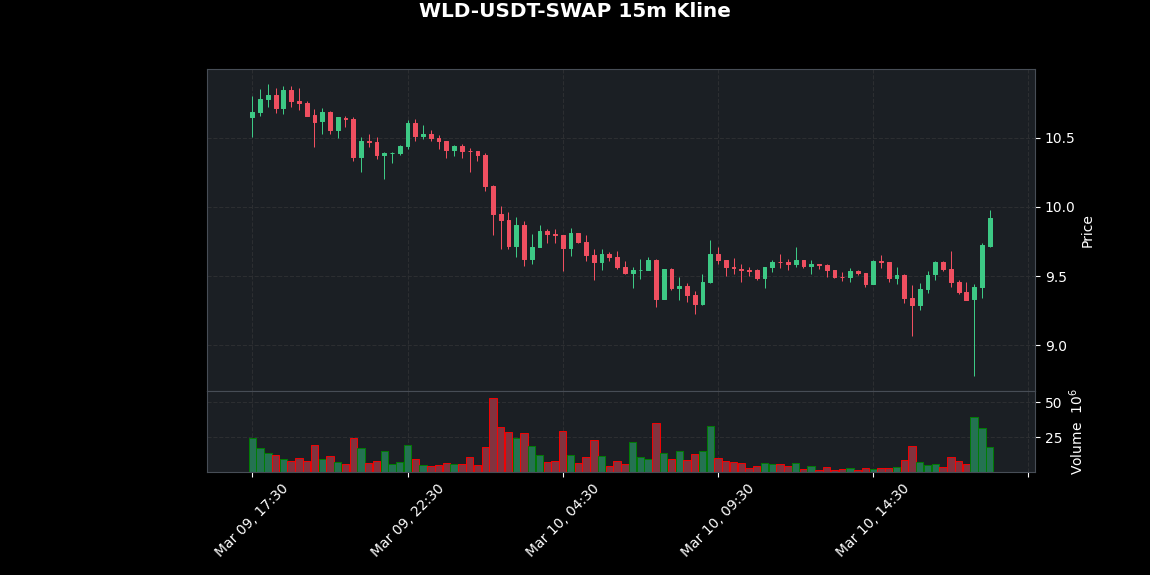 WLD-USDT-SWAP 15m Kline
10.5
10.0
9.5
9.0
Price
50
25
Volume 10^6
Mar 09, 17:30
Mar 09, 22:30
Mar 10, 04:30
Mar 10, 09:30
Mar 10, 14:30